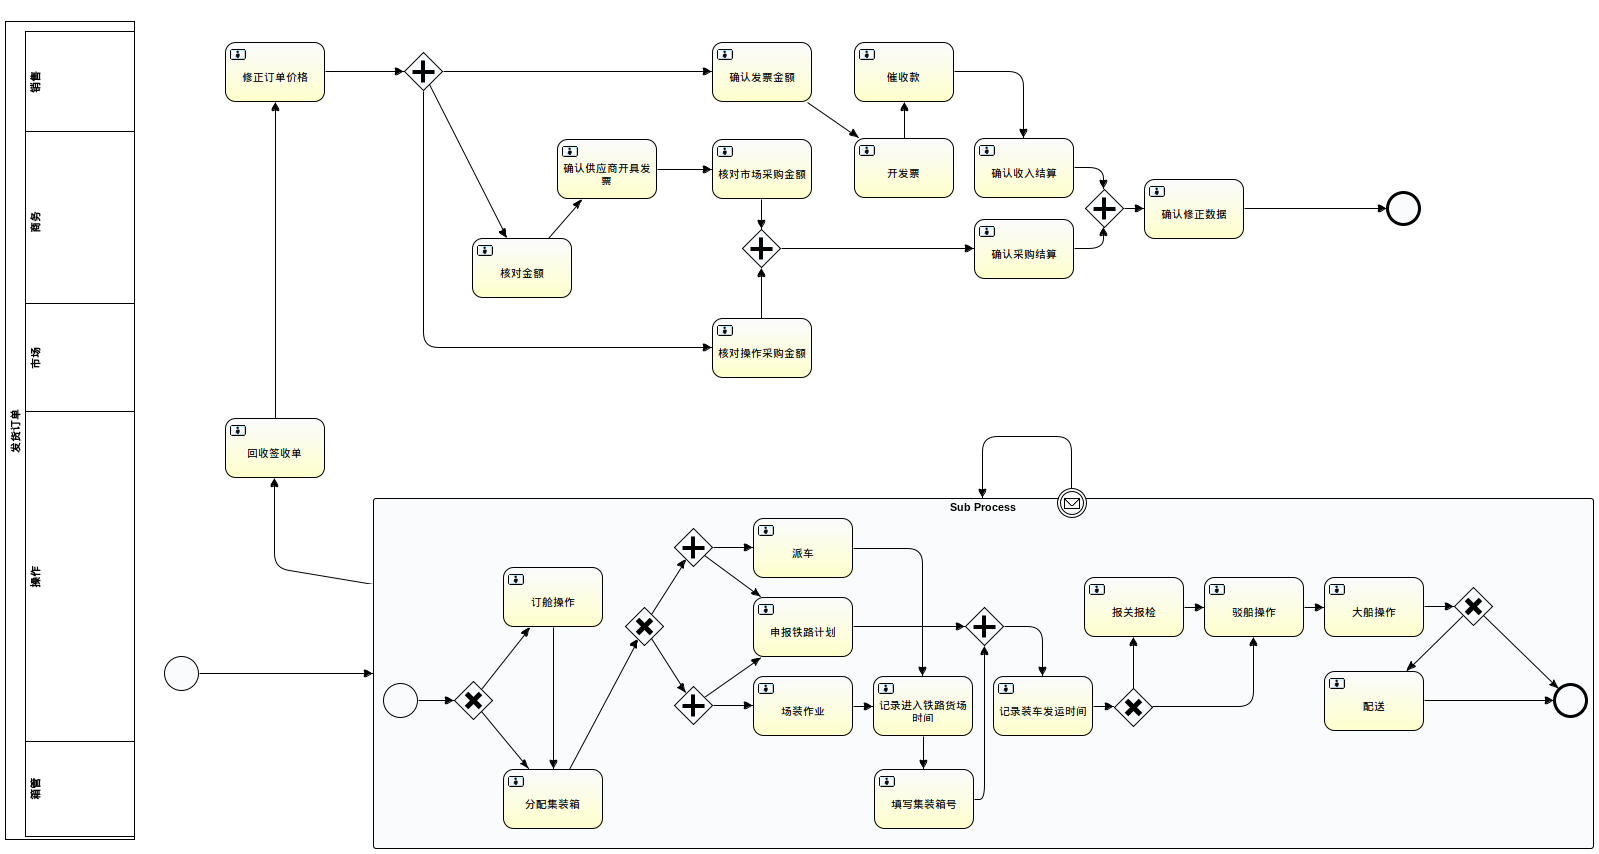 发货订单
销售
商务
市场
操作
箱管
修正订单价格
确认发票金额
催收款
确认供应商开具发
票
核对市场采购金额
开发票
确认收入结算
确认修正数据
核对金额
确认采购结算
核对操作采购金额
回收签收单
Sub Process
派车
订舱操作
申报铁路计划
报关报检
驳船操作
大船操作
场装作业
记录进入铁路货场
时间
记录装车发运时间
配送
分配集装箱
填写集装箱号